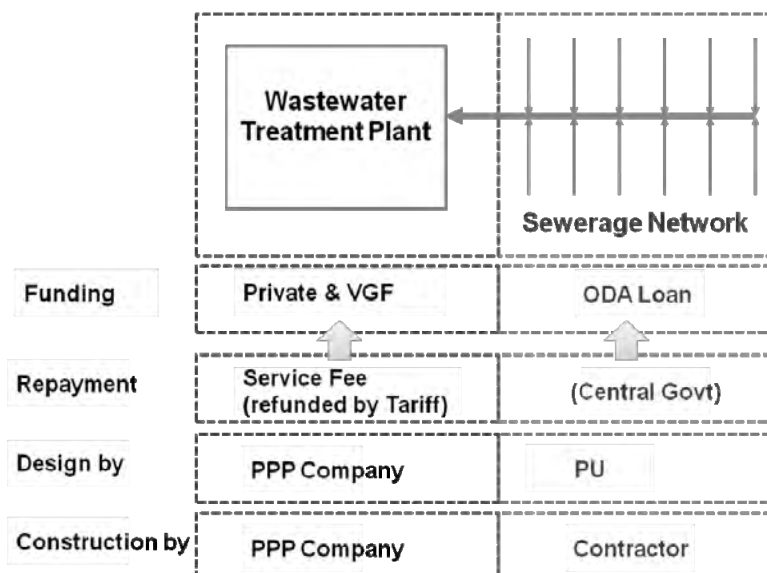 Wastewater
Treatment Plant
Sewerage Network
Funding
Private & VGF
ODA Loan
Repayment
Service Fee
(refunded by Tariff)
(Central Govt)
Design by
PPP Company
PU
Construction by
PPP Company
Contractor